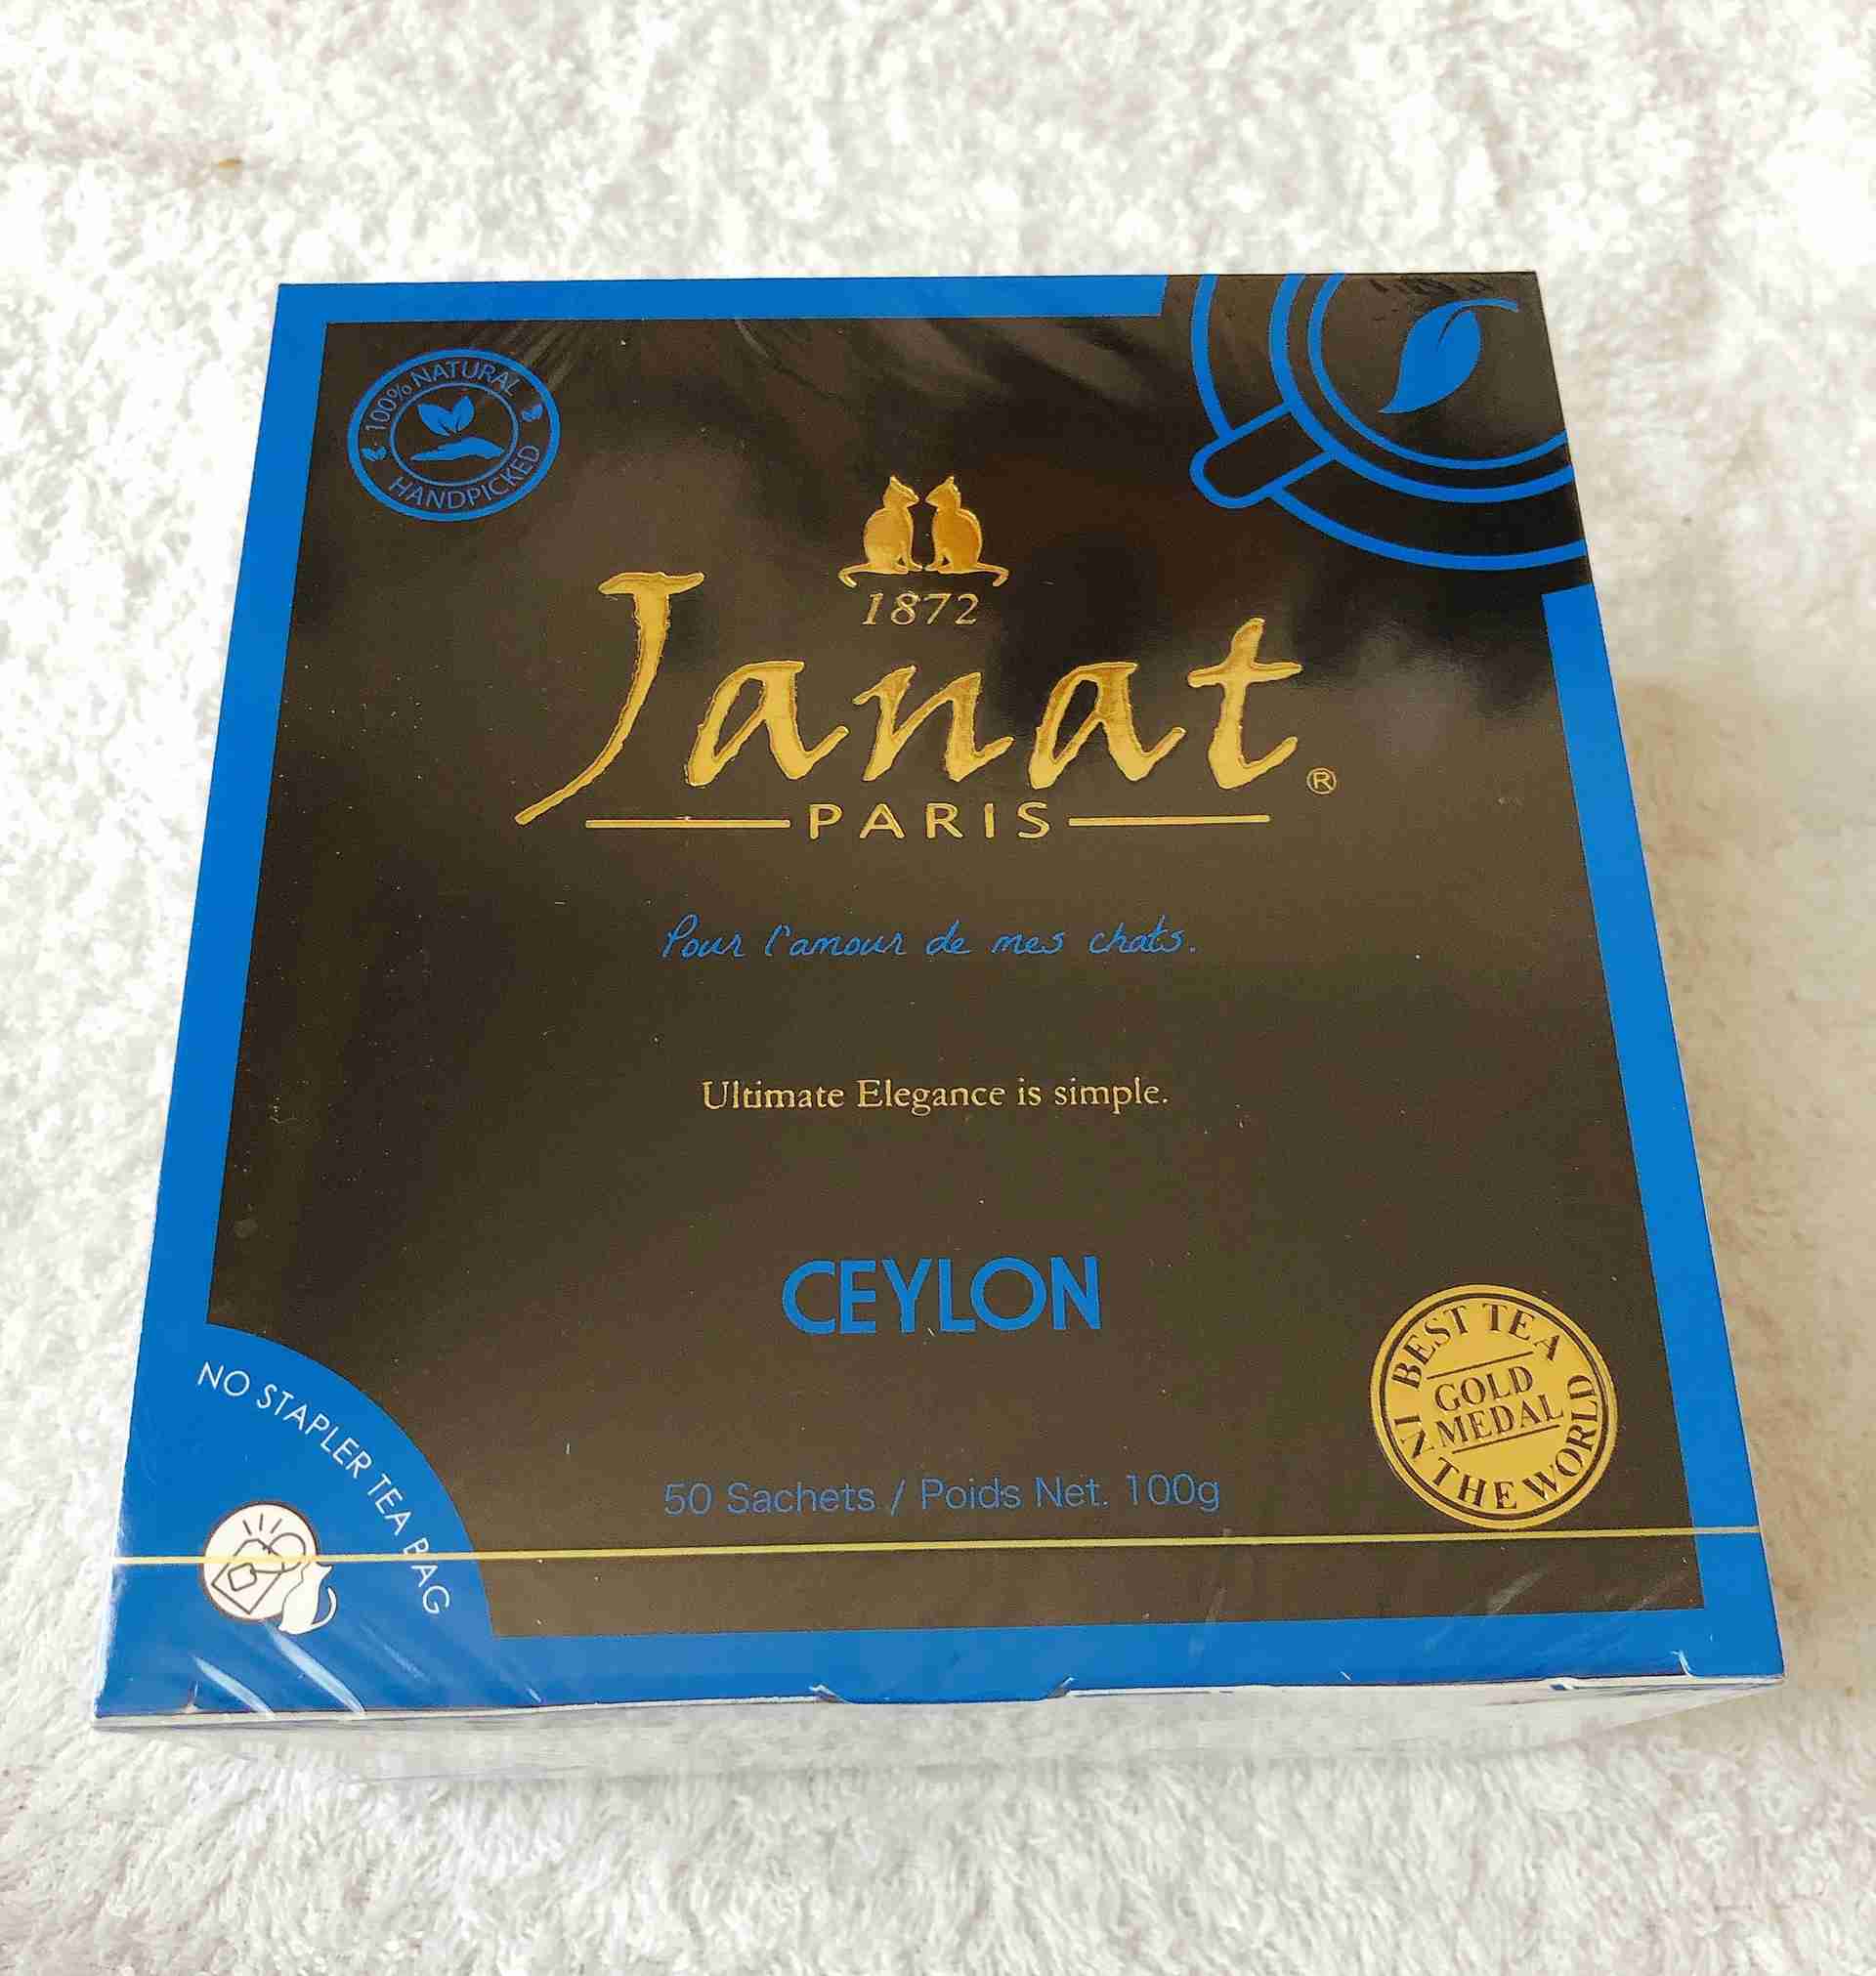 100% NATURAL
HANDPICKED
1872
Janat®
PARIS
Pour l'amour de mes chats.
Ultimate Elegance is simple.
CEYLON
BEST TEA
GOLD
MEDAL
IN THE WORLD
NO STAPLER TEA BAG
50 Sachets / Poids Net. 100g